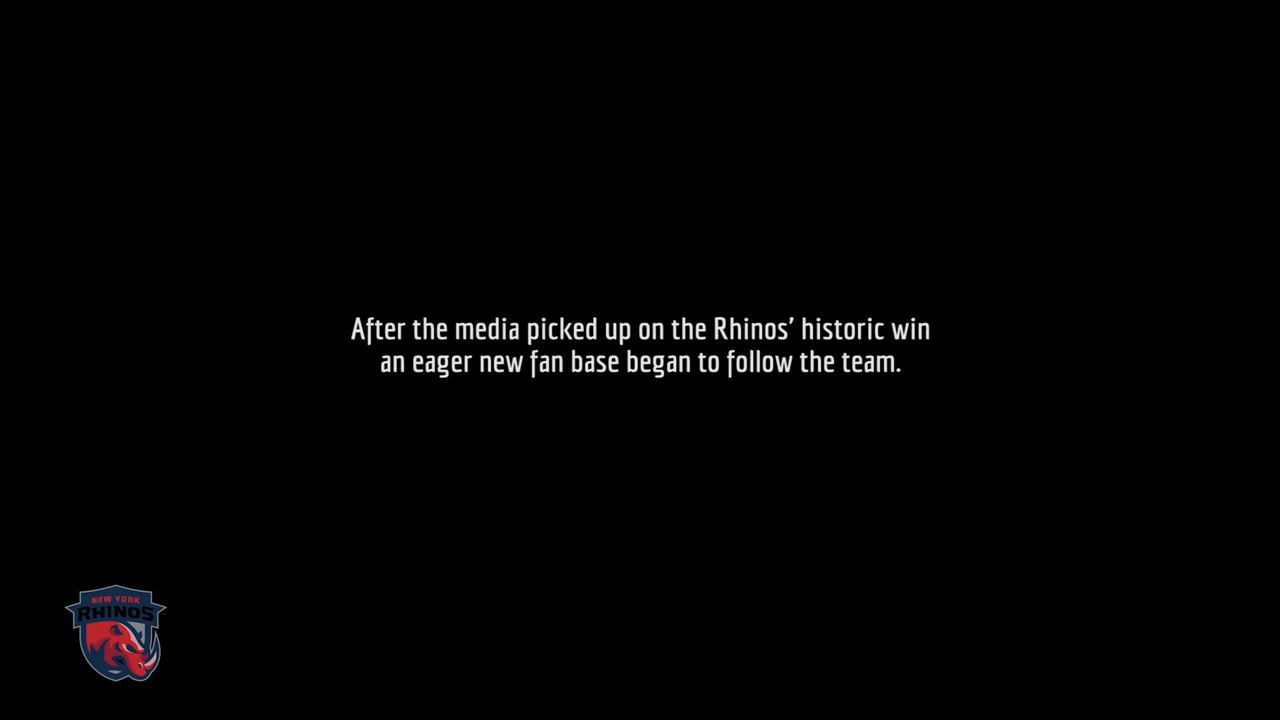 After the media picked up on the Rhinos’ historic win
an eager new fan base began to follow the team.
NEW YORK
RHINOS